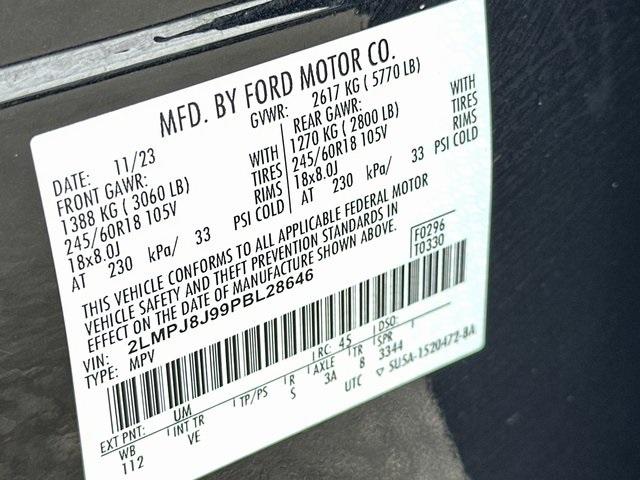 MFD. BY FORD MOTOR CO.
DATE: 11/23
GVWR: 2617 KG ( 5770 LB)
FRONT GAWR:
1388 KG ( 3060 LB) WITH
245/60R18 105V TIRES
18x8.0J RIMS
AT 230 kPa/ 33 PSI COLD
REAR GAWR:
1270 KG ( 2800 LB) WITH
245/60R18 105V TIRES
18x8.0J RIMS
AT 230 kPa/ 33 PSI COLD
THIS VEHICLE CONFORMS TO ALL APPLICABLE FEDERAL MOTOR
VEHICLE SAFETY AND THEFT PREVENTION STANDARDS IN
EFFECT ON THE DATE OF MANUFACTURE SHOWN ABOVE.
F0296
T0330
VIN: 2LMPJ8J99PBL28646
TYPE: MPV
EXT PNT: UM RC: 45 DSO:
WB INT TR TP/PS R AXLE TR SPR
112 VE S 3A 8 3344
UTC ▽ SU5A-1520472-BA